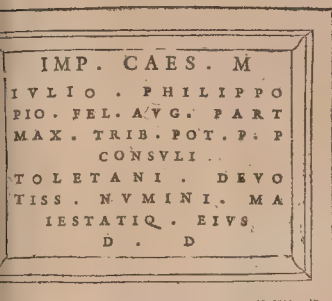 IMP. CAES. M
IVLIO. PHILIPPO
PIO. FEL. AVG. PART
MAX. TRIB. POT. P. P
CONSVLI.
TOLETANI. DEVO
TISS. NVMINI. MA
IESTATIQ. EIVS
D. D